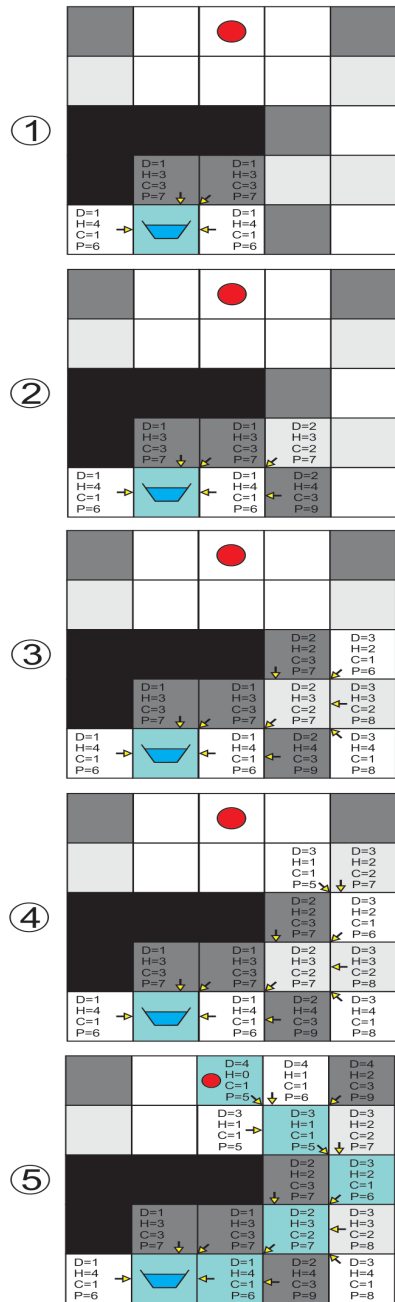 ①
D=1
H=3
C=3
P=7
D=1
H=3
C=3
P=7
D=1
H=4
C=1
P=6
D=1
H=4
C=1
P=6
②
D=1
H=3
C=3
P=7
D=1
H=3
C=3
P=7
D=2
H=3
C=2
P=7
D=1
H=4
C=1
P=6
D=1
H=4
C=1
P=6
D=2
H=4
C=3
P=9
③
D=2
H=2
C=3
P=7
D=3
H=2
C=1
P=6
D=1
H=3
C=3
P=7
D=1
H=3
C=3
P=7
D=2
H=3
C=2
P=7
D=3
H=3
C=2
P=8
D=1
H=4
C=1
P=6
D=1
H=4
C=1
P=6
D=2
H=4
C=3
P=9
D=3
H=4
C=1
P=8
④
D=3
H=1
C=1
P=5
D=3
H=2
C=2
P=7
D=2
H=2
C=3
P=7
D=3
H=2
C=1
P=6
D=1
H=3
C=3
P=7
D=1
H=3
C=3
P=7
D=2
H=3
C=2
P=7
D=3
H=3
C=2
P=8
D=1
H=4
C=1
P=6
D=1
H=4
C=1
P=6
D=2
H=4
C=3
P=9
D=3
H=4
C=1
P=8
⑤
D=4
H=0
C=1
P=5
D=4
H=1
C=1
P=6
D=4
H=2
C=3
P=9
D=3
H=1
C=1
P=5
D=3
H=1
C=1
P=5
D=3
H=2
C=2
P=7
D=2
H=2
C=3
P=7
D=3
H=2
C=1
P=6
D=1
H=3
C=3
P=7
D=1
H=3
C=3
P=7
D=2
H=3
C=2
P=7
D=3
H=3
C=2
P=8
D=1
H=4
C=1
P=6
D=1
H=4
C=1
P=6
D=2
H=4
C=3
P=9
D=3
H=4
C=1
P=8